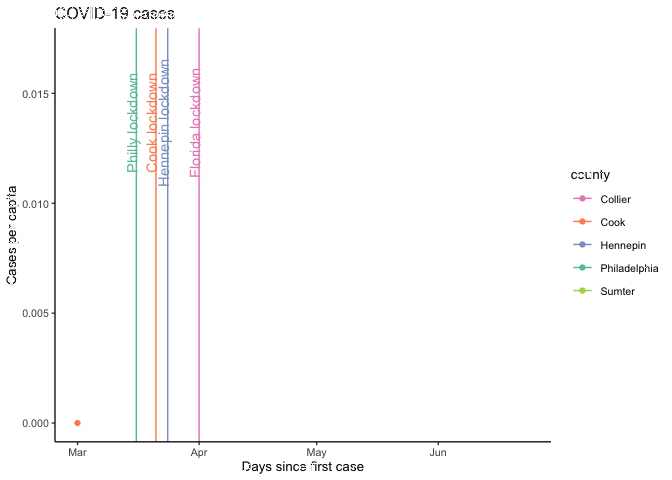 COVID-19 cases
0.015
0.010
0.005
0.000
Cases per capita
Philly lockdown
Cook lockdown
Hennepin lockdown
Florida lockdown
Mar
Apr
May
Jun
Days since first case
county
Collier
Cook
Hennepin
Philadelphia
Sumter